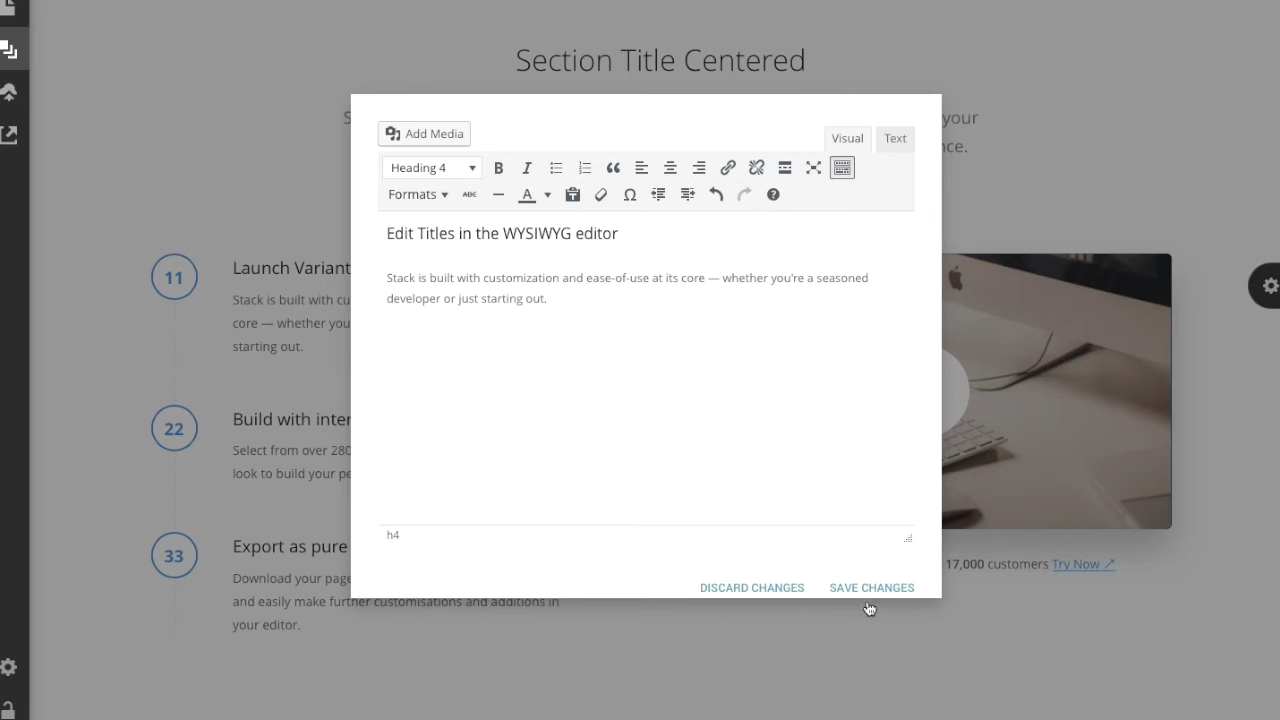 Section Title Centered
S
your
ce.
Add Media
Visual
Text
Heading 4
B
I
Formats
ABC
A
Ω
Edit Titles in the WYSIWYG editor
Stack is built with customization and ease-of-use at its core — whether you're a seasoned
developer or just starting out.
h4
DISCARD CHANGES
SAVE CHANGES
11
Launch Variant
Stack is built with cu
core — whether you
starting out.
22
Build with inter
Select from over 280
look to build your pe
33
Export as pure
Download your page
and easily make further customisations and additions in
your editor.
17,000 customers Try Now ↗